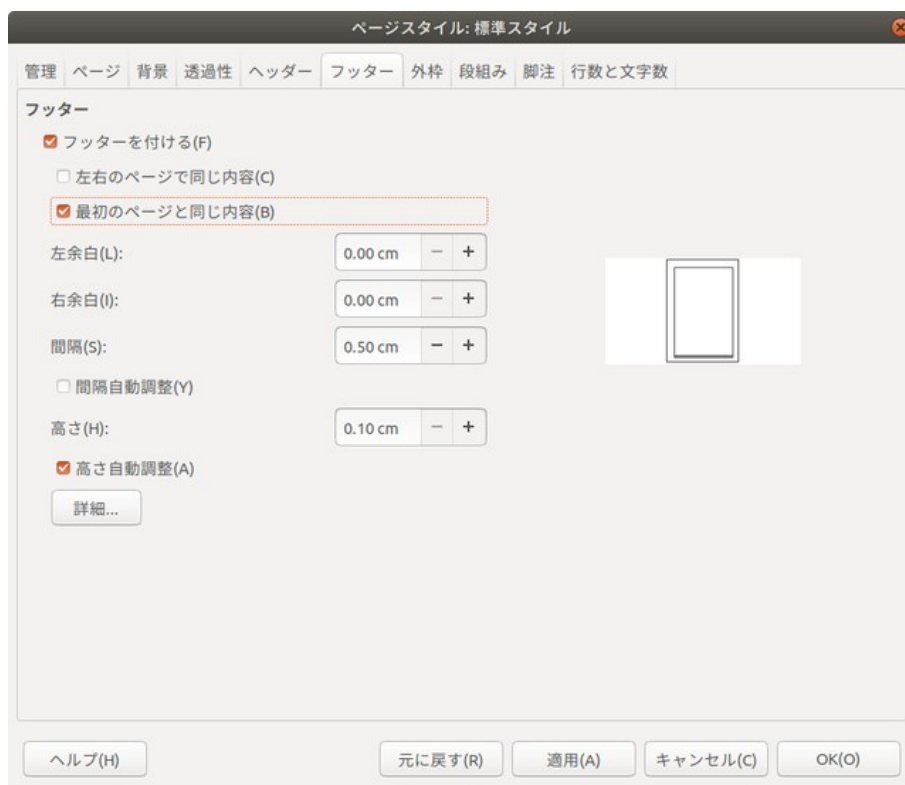 ページスタイル: 標準スタイル
管理 ページ 背景 透過性 ヘッダー フッター 外枠 段組み 脚注 行数と文字数
フッター
フッターを付ける(F)
左右のページで同じ内容(C)
最初のページと同じ内容(B)
左余白(L): 0.00 cm − +
右余白(I): 0.00 cm − +
間隔(S): 0.50 cm − +
間隔自動調整(Y)
高さ(H): 0.10 cm − +
高さ自動調整(A)
詳細...
ヘルプ(H) 元に戻す(R) 適用(A) キャンセル(C) OK(O)